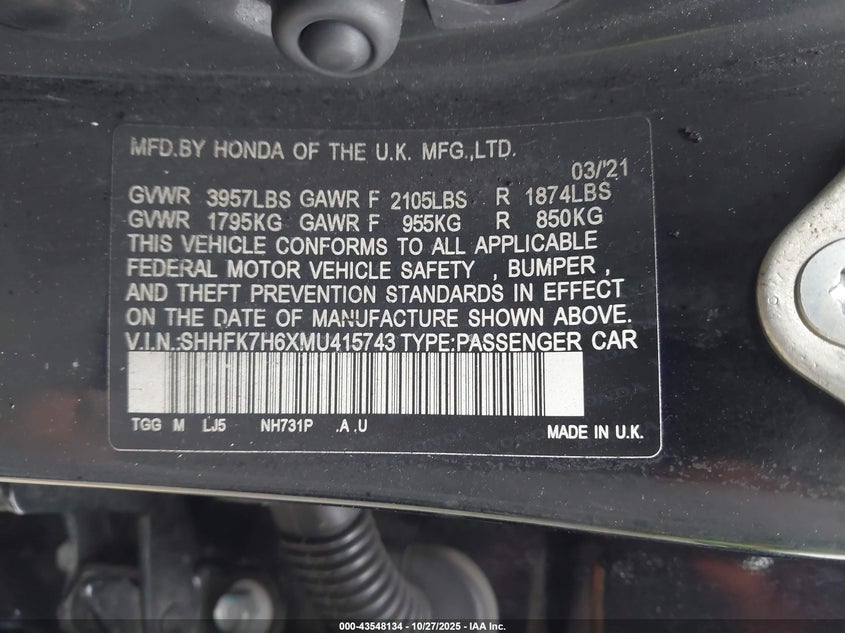 MFD.BY HONDA OF THE U.K. MFG.,LTD.
03/'21
GVWR 3957LBS GAWR F 2105LBS R 1874LBS
GVWR 1795KG GAWR F 955KG R 850KG
THIS VEHICLE CONFORMS TO ALL APPLICABLE
FEDERAL MOTOR VEHICLE SAFETY , BUMPER ,
AND THEFT PREVENTION STANDARDS IN EFFECT
ON THE DATE OF MANUFACTURE SHOWN ABOVE.
V.I.N.:SHHFK7H6XMU415743 TYPE:PASSENGER CAR
TGG M LJ5 NH731P .A .U
MADE IN U.K.
000-43548134 - 10/27/2025 - IAA Inc.